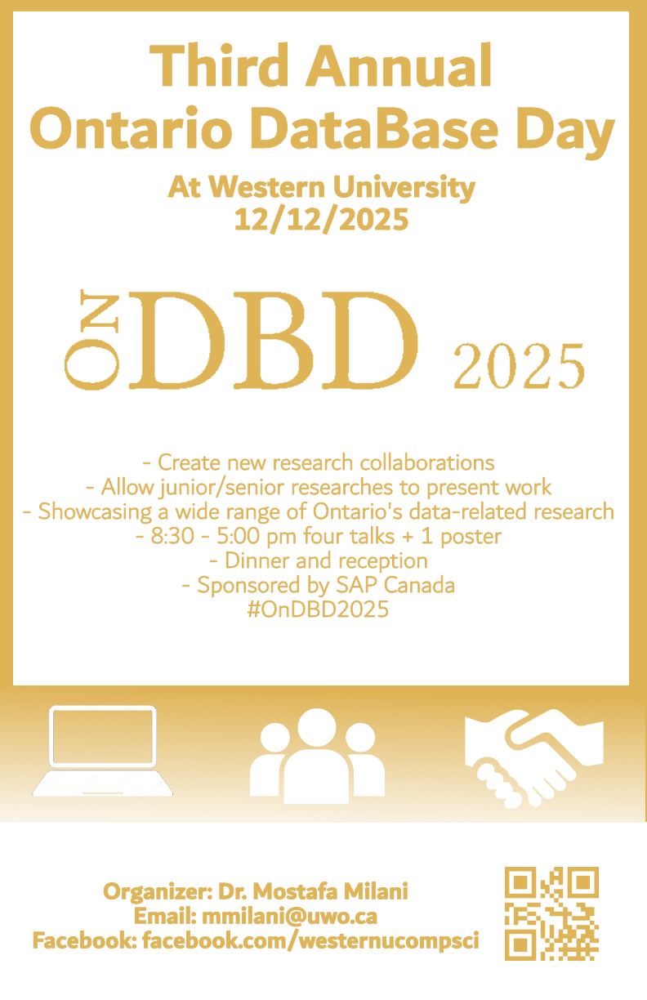 Third Annual
Ontario DataBase Day
At Western University
12/12/2025
ON DBD 2025
- Create new research collaborations
- Allow junior/senior researches to present work
- Showcasing a wide range of Ontario's data-related research
- 8:30 - 5:00 pm four talks + 1 poster
- Dinner and reception
- Sponsored by SAP Canada
#OnDBD2025
Organizer: Dr. Mostafa Milani
Email: mmilani@uwo.ca
Facebook: facebook.com/westernucompsci